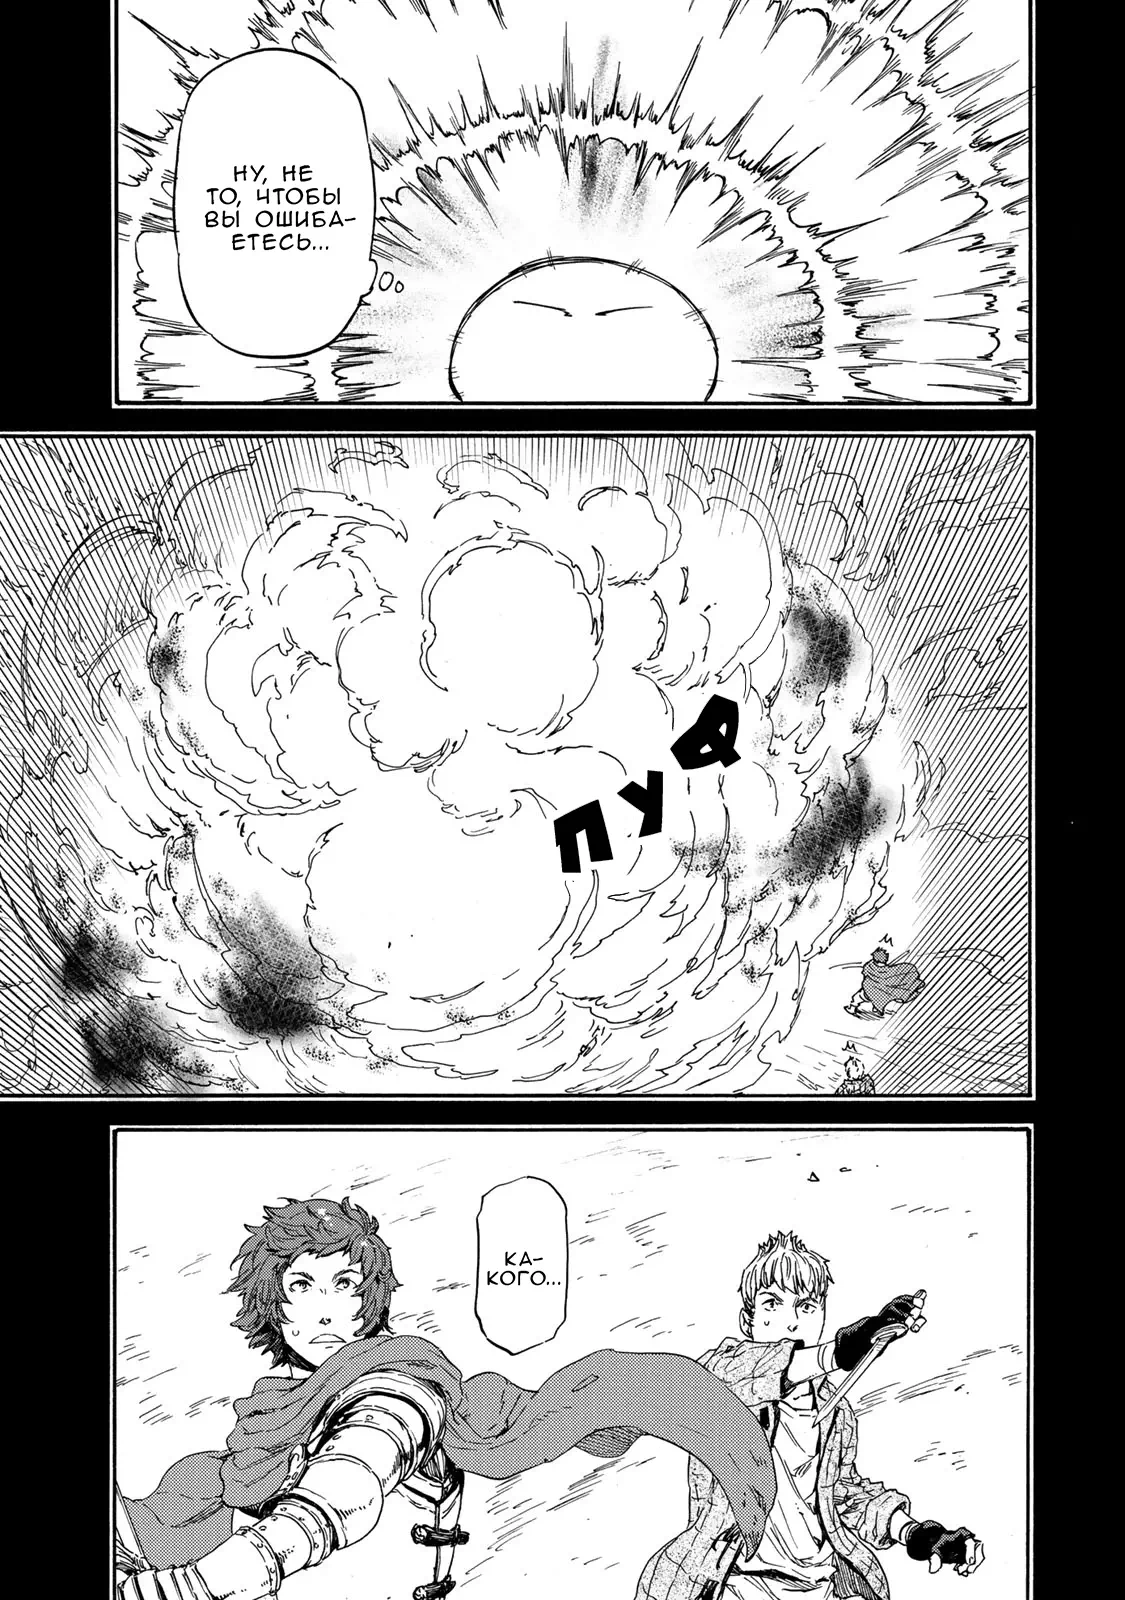 НУ, НЕ
ТО, ЧТОБЫ
ВЫ ОШИБА-
ЕТЕСЬ...
ПУФ
КА-
КОГО...